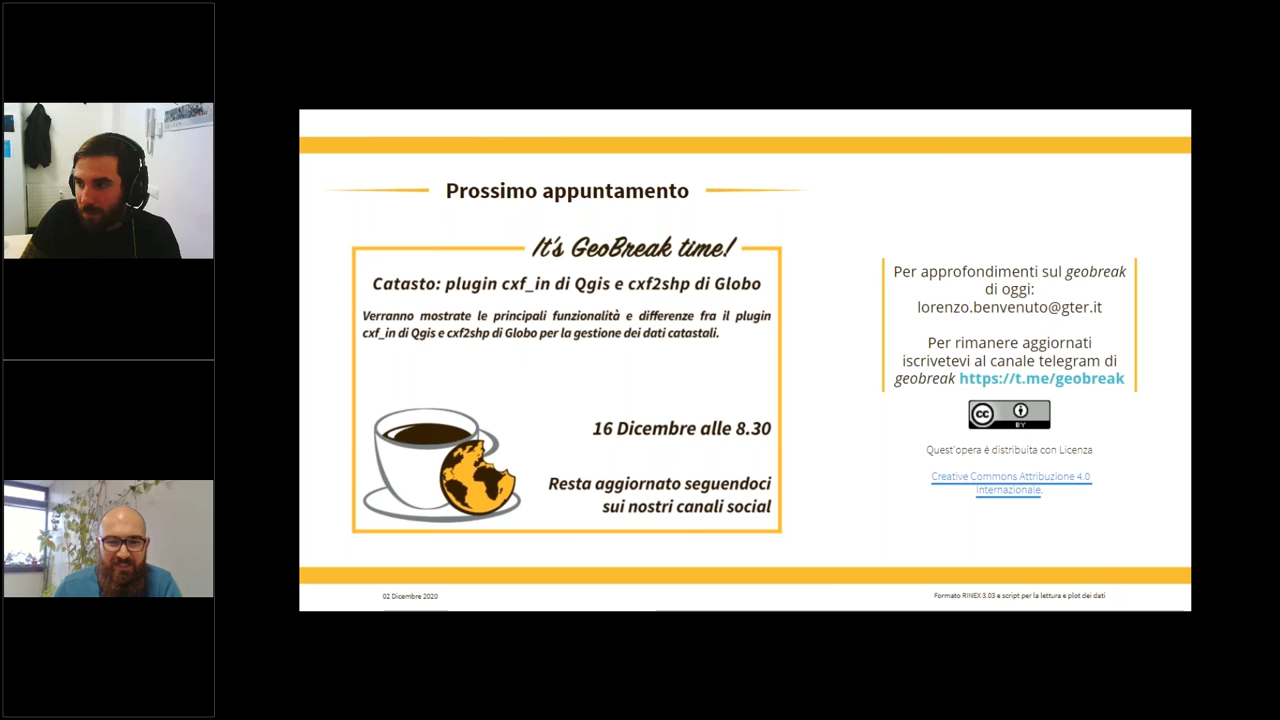 Prossimo appuntamento
It's GeoBreak time!
Catasto: plugin cxf_in di Qgis e cxf2shp di Globo
Verranno mostrate le principali funzionalità e differenze fra il plugin
cxf_in di Qgis e cxf2shp di Globo per la gestione dei dati catastali.
16 Dicembre alle 8.30
Resta aggiornato seguendoci
sui nostri canali social
Per approfondimenti sul geobreak
di oggi:
lorenzo.benvenuto@gter.it
Per rimanere aggiornati
iscrivetevi al canale telegram di
geobreak https://t.me/geobreak
cc
BY
Quest'opera è distribuita con Licenza
Creative Commons Attribuzione 4.0
Internazionale.
02 Dicembre 2020
Formato RINEX 3.03 e script per la lettura e plot dei dati